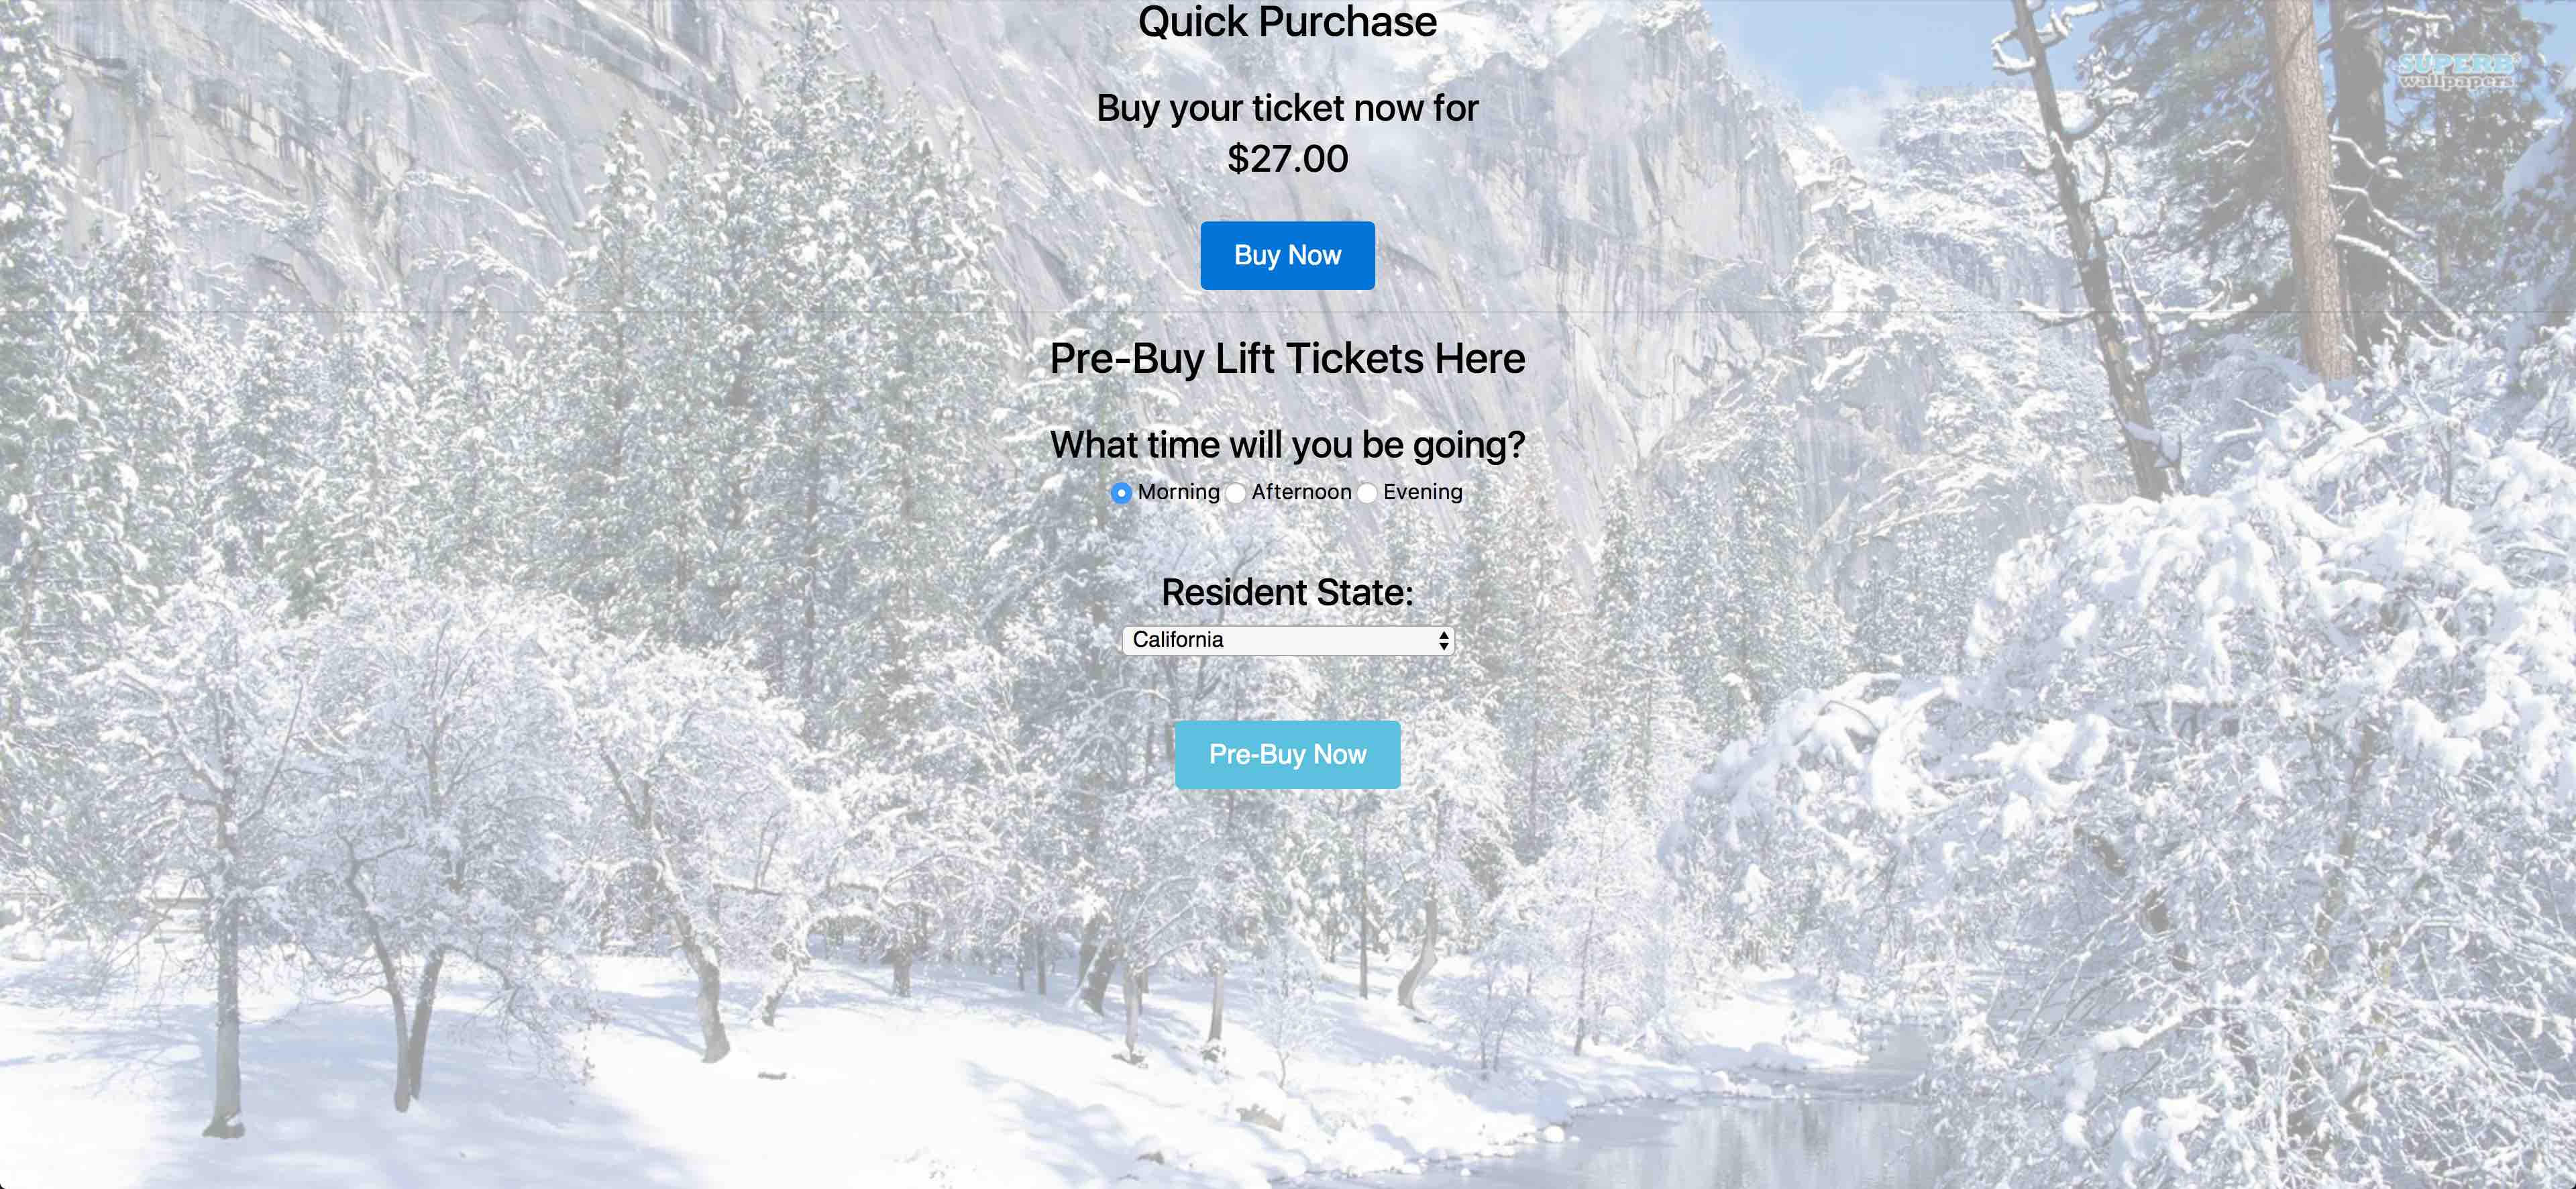 Quick Purchase
SUPERB
wallpapers
Buy your ticket now for
$27.00
Buy Now
Pre-Buy Lift Tickets Here
What time will you be going?
Morning Afternoon Evening
Resident State:
California
Pre-Buy Now